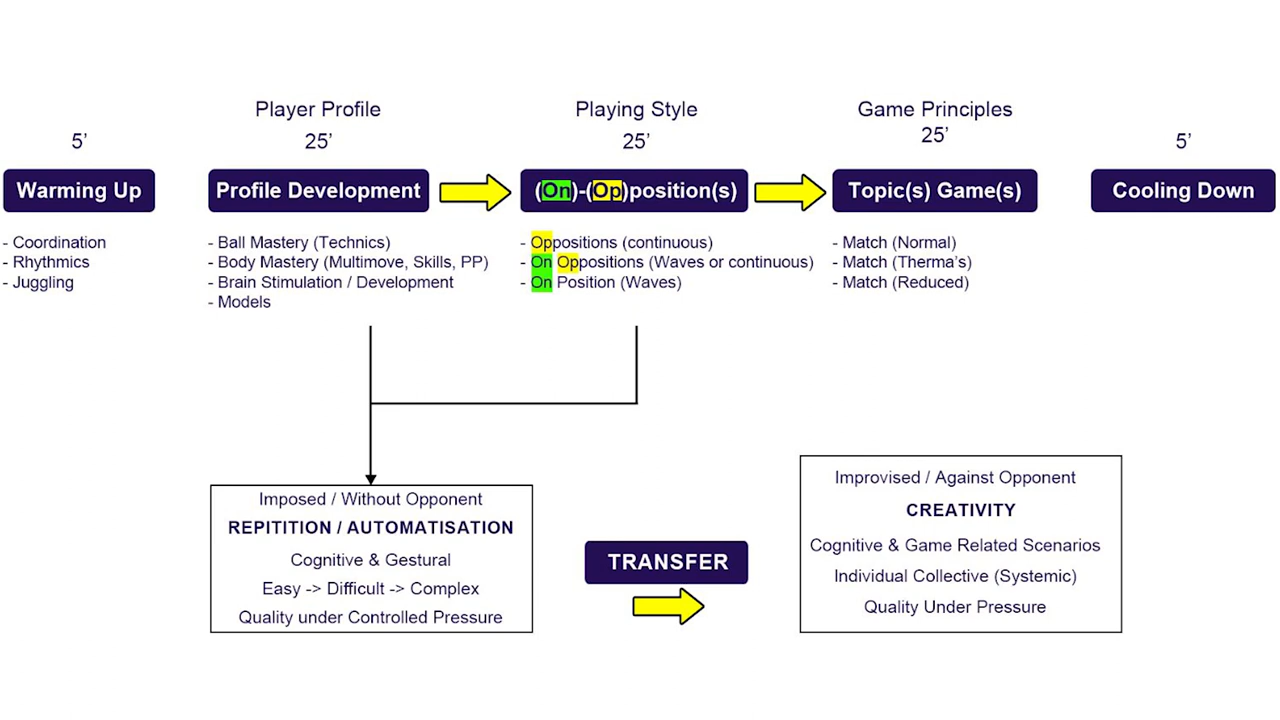 Player Profile
Playing Style
Game Principles
5’
25’
25’
25’
5’
Warming Up
Profile Development
(On)-(Op)position(s)
Topic(s) Game(s)
Cooling Down
- Coordination
- Rhythmics
- Juggling
- Ball Mastery (Technics)
- Body Mastery (Multimove, Skills, PP)
- Brain Stimulation / Development
- Models
- Oppositions (continuous)
- On Oppositions (Waves or continuous)
- On Position (Waves)
- Match (Normal)
- Match (Therma’s)
- Match (Reduced)
Imposed / Without Opponent
REPITITION / AUTOMATISATION
Cognitive & Gestural
Easy -> Difficult -> Complex
Quality under Controlled Pressure
TRANSFER
Improvised / Against Opponent
CREATIVITY
Cognitive & Game Related Scenarios
Individual Collective (Systemic)
Quality Under Pressure